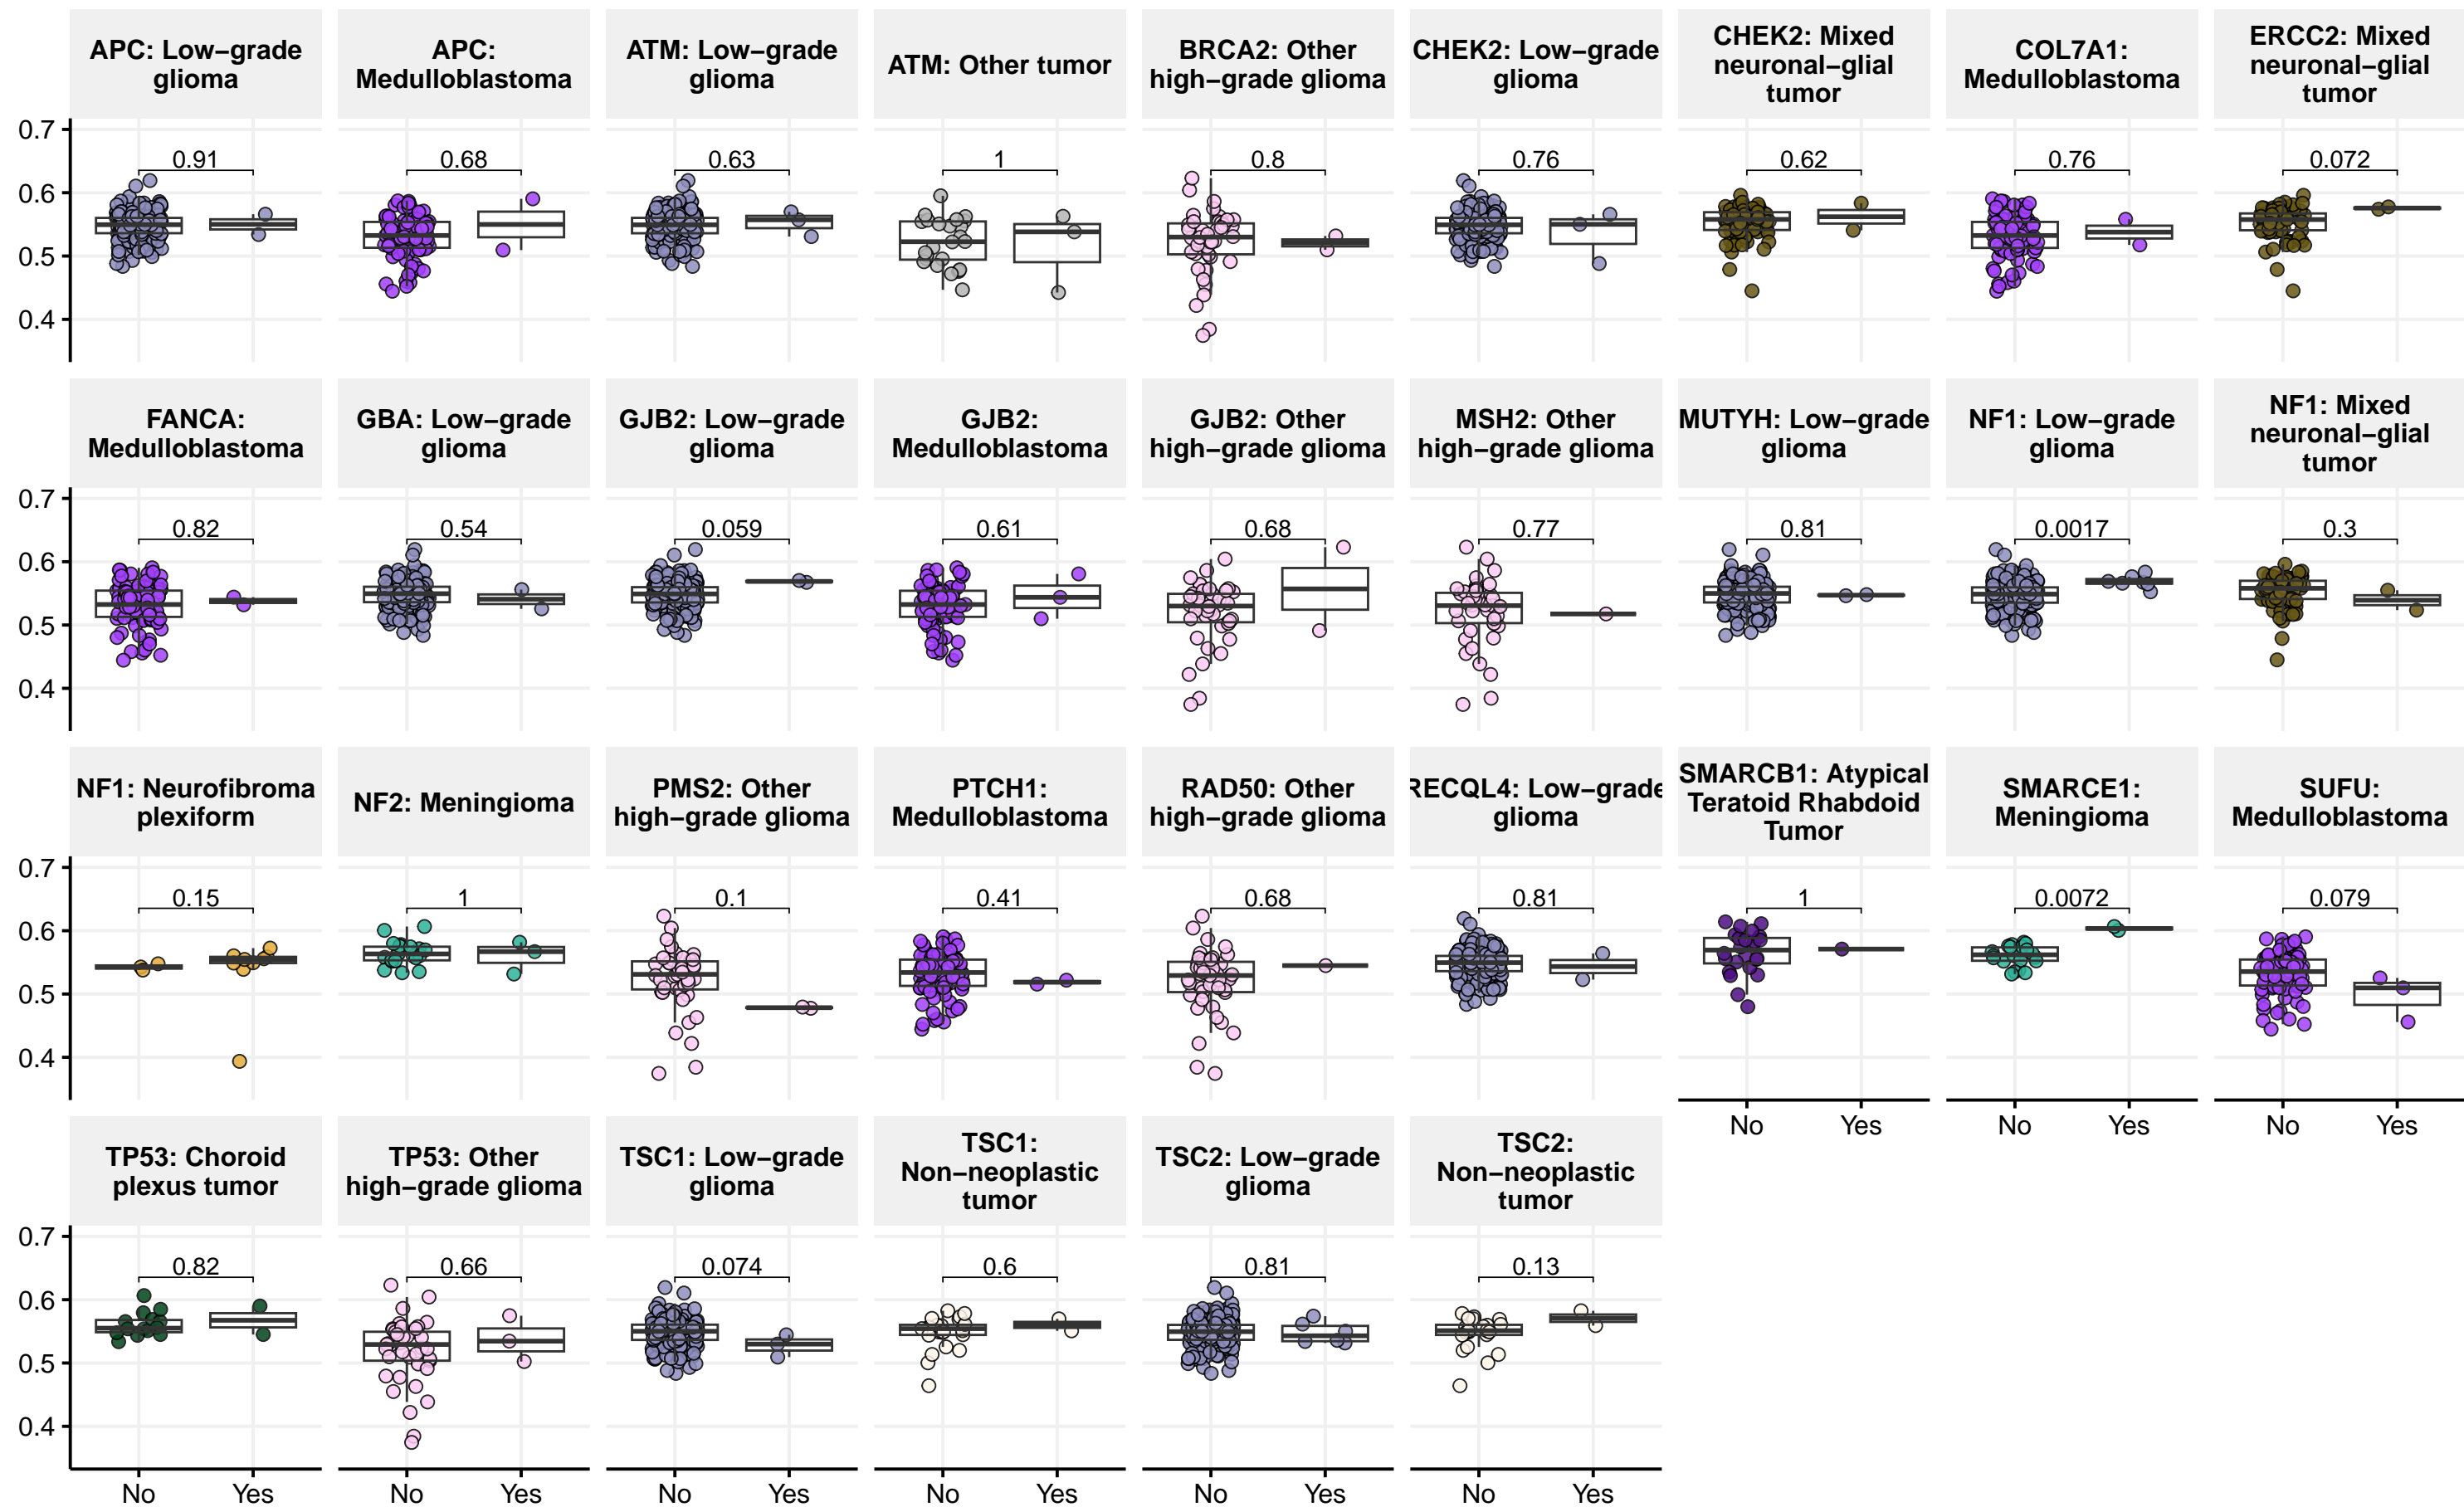 APC: Low–grade
glioma
APC:
Medulloblastoma
ATM: Low–grade
glioma
ATM: Other tumor
BRCA2: Other
high–grade glioma
CHEK2: Low–grade
glioma
CHEK2: Mixed
neuronal–glial
tumor
COL7A1:
Medulloblastoma
ERCC2: Mixed
neuronal–glial
tumor
0.7
0.6
0.5
0.4
0.91
0.68
0.63
1
0.8
0.76
0.62
0.76
0.072
FANCA:
Medulloblastoma
GBA: Low–grade
glioma
GJB2: Low–grade
glioma
GJB2:
Medulloblastoma
GJB2: Other
high–grade glioma
MSH2: Other
high–grade glioma
MUTYH: Low–grade
glioma
NF1: Low–grade
glioma
NF1: Mixed
neuronal–glial
tumor
0.7
0.6
0.5
0.4
0.82
0.54
0.059
0.61
0.68
0.77
0.81
0.0017
0.3
NF1: Neurofibroma
plexiform
NF2: Meningioma
PMS2: Other
high–grade glioma
PTCH1:
Medulloblastoma
RAD50: Other
high–grade glioma
RECQL4: Low–grade
glioma
SMARCB1: Atypical
Teratoid Rhabdoid
Tumor
SMARCE1:
Meningioma
SUFU:
Medulloblastoma
0.7
0.6
0.5
0.4
0.15
1
0.1
0.41
0.68
0.81
1
0.0072
0.079
No Yes
No Yes
No Yes
TP53: Choroid
plexus tumor
TP53: Other
high–grade glioma
TSC1: Low–grade
glioma
TSC1:
Non–neoplastic
tumor
TSC2: Low–grade
glioma
TSC2:
Non–neoplastic
tumor
0.7
0.6
0.5
0.4
0.82
0.66
0.074
0.6
0.81
0.13
No Yes
No Yes
No Yes
No Yes
No Yes
No Yes